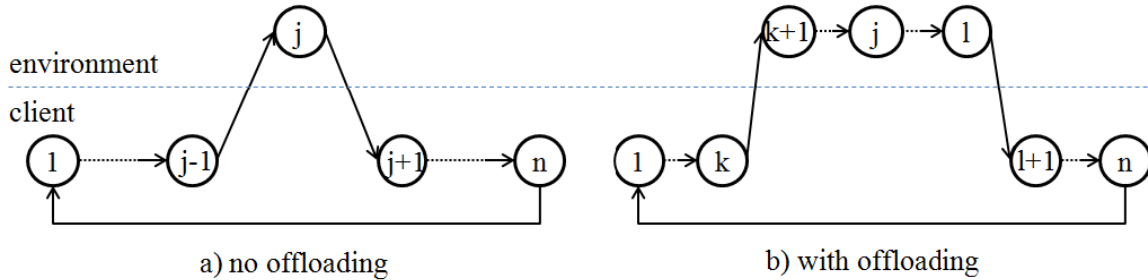 j
k+1 j l
environment
client
1 j-1 j+1 n
1 k l+1 n
a) no offloading
b) with offloading